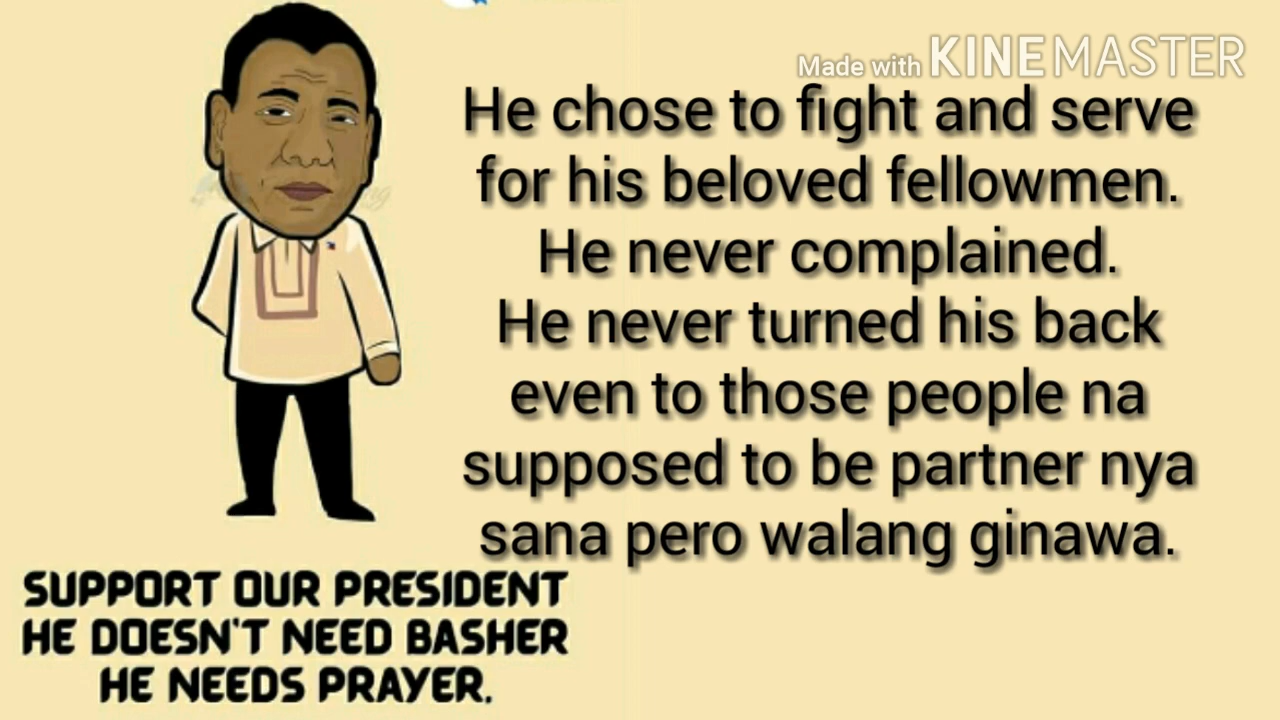 Made with KINEMASTER
He chose to fight and serve
for his beloved fellowmen.
He never complained.
He never turned his back
even to those people na
supposed to be partner nya
sana pero walang ginawa.
SUPPORT OUR PRESIDENT
HE DOESN'T NEED BASHER
HE NEEDS PRAYER.